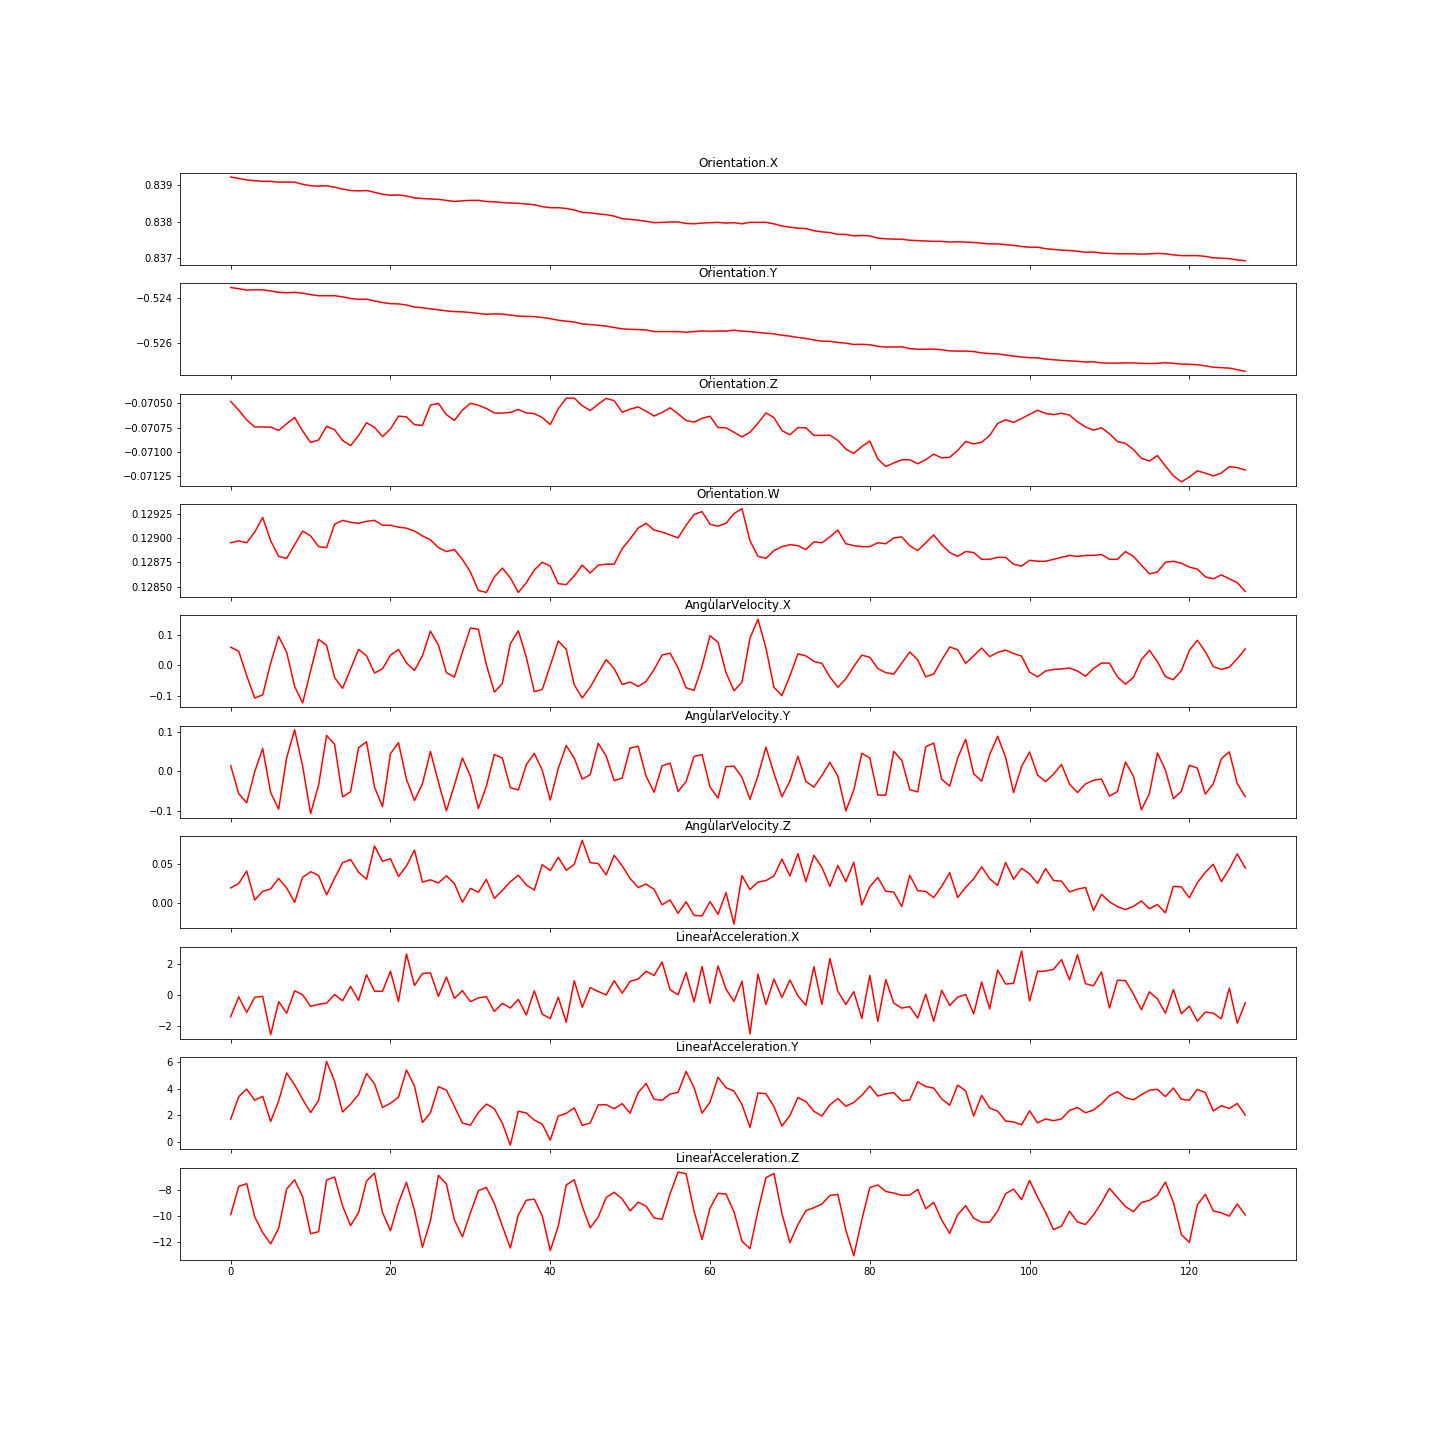 Orientation.X
0.839
0.838
0.837
Orientation.Y
−0.524
−0.526
Orientation.Z
−0.07050
−0.07075
−0.07100
−0.07125
Orientation.W
0.12925
0.12900
0.12875
0.12850
AngularVelocity.X
0.1
0.0
−0.1
AngularVelocity.Y
0.1
0.0
−0.1
AngularVelocity.Z
0.05
0.00
LinearAcceleration.X
2
0
−2
LinearAcceleration.Y
6
4
2
0
LinearAcceleration.Z
−8
−10
−12
0 20 40 60 80 100 120